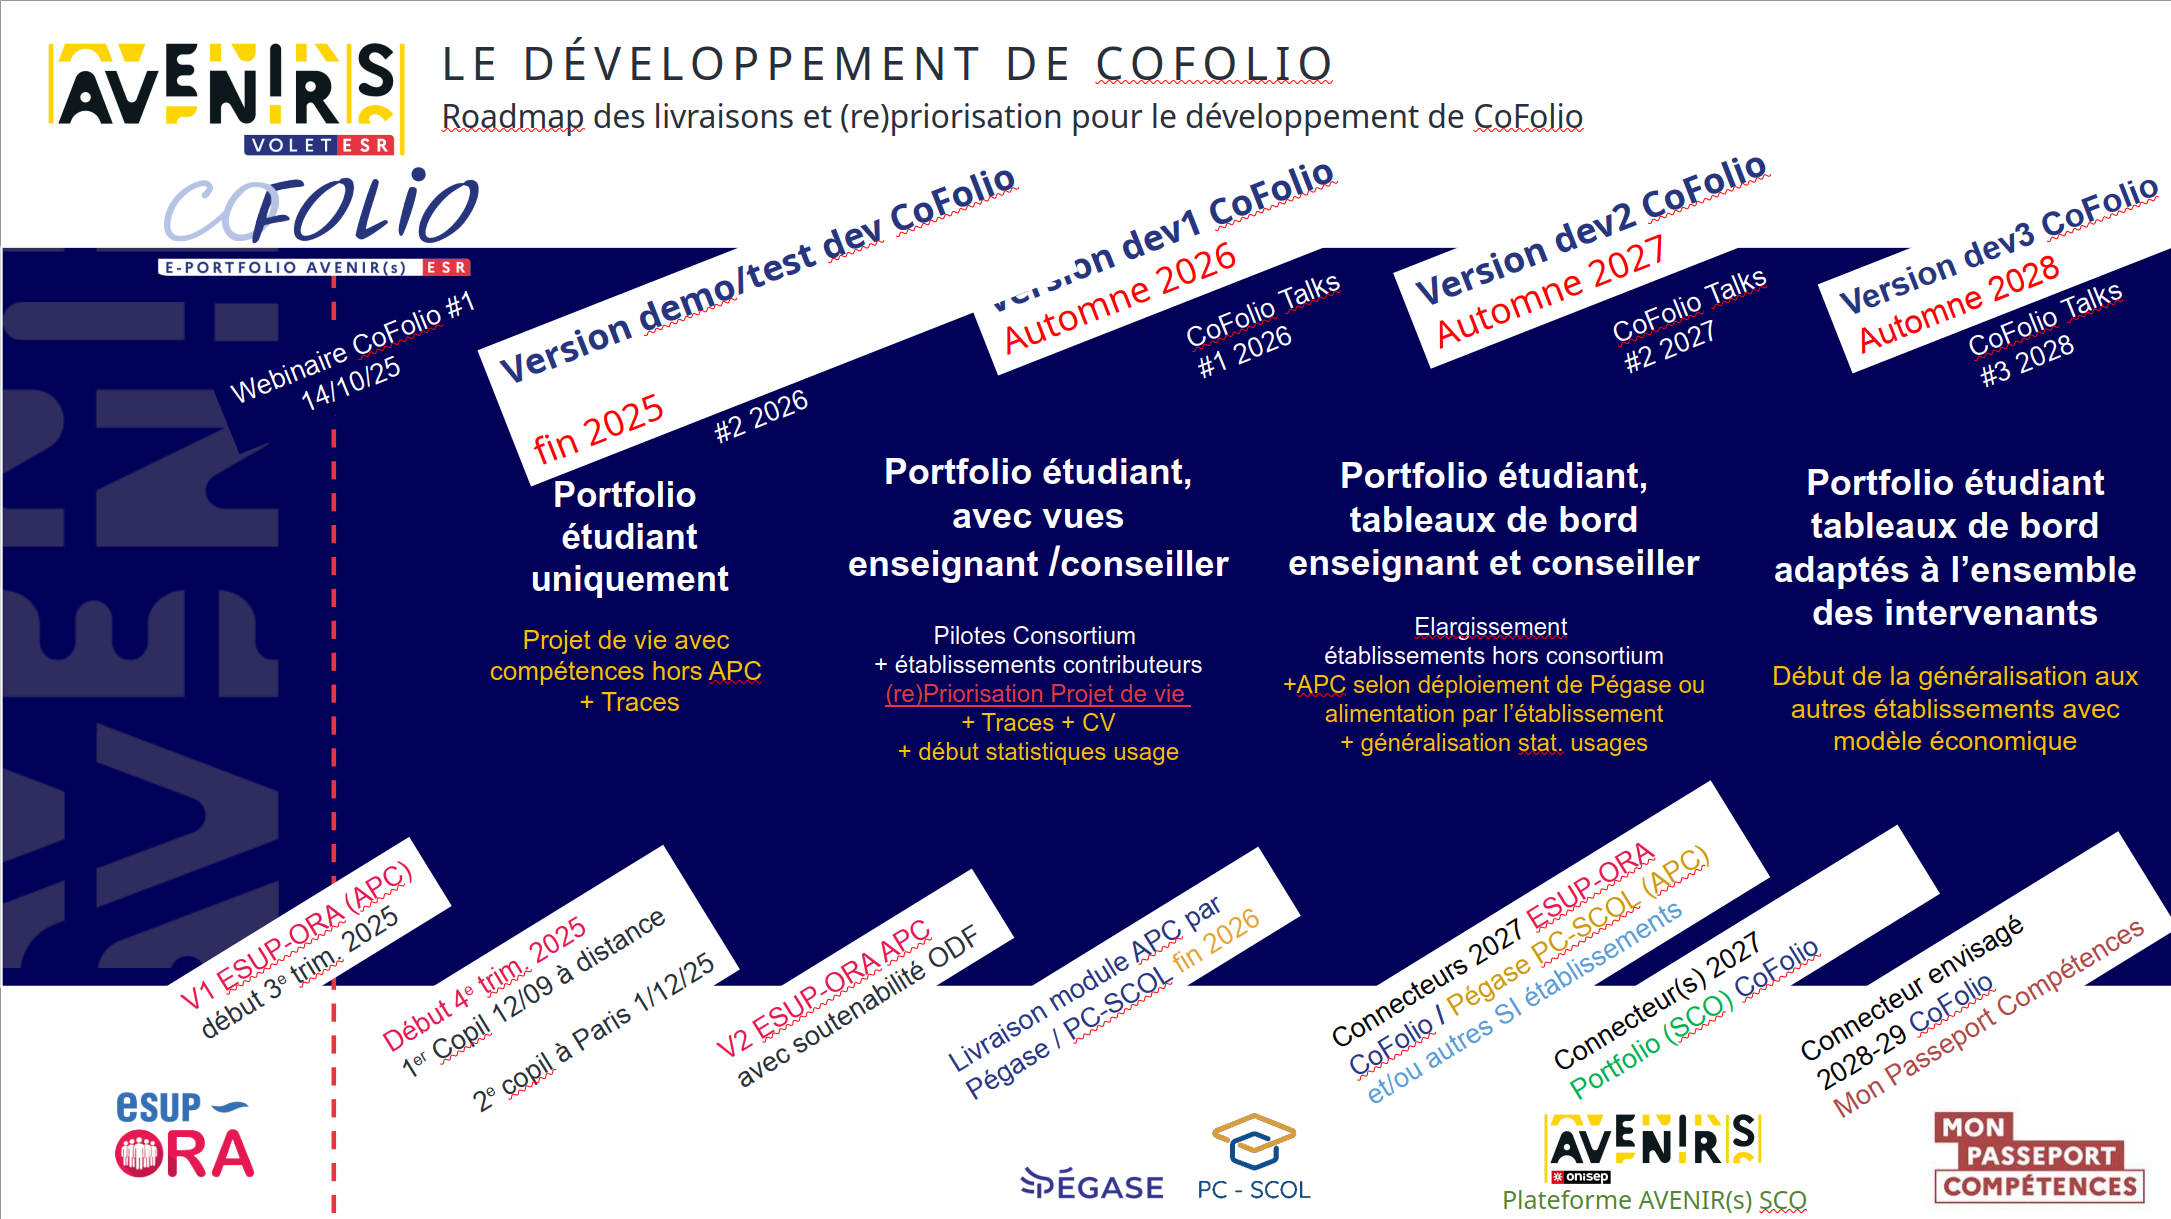 AVENIRS
VOLET ESR
LE DÉVELOPPEMENT DE COFOLIO
Roadmap des livraisons et (re)priorisation pour le développement de CoFolio
COFOLIO
E-PORTFOLIO AVENIR(s) ESR
Webinaire CoFolio #1
14/10/25
Version demo/test dev CoFolio
fin 2025
#2 2026
Version dev1 CoFolio
Automne 2026
CoFolio Talks
#1 2026
Version dev2 CoFolio
Automne 2027
CoFolio Talks
#2 2027
Version dev3 CoFolio
Automne 2028
CoFolio Talks
#3 2028
Portfolio
étudiant
uniquement
Projet de vie avec
compétences hors APC
+ Traces
Portfolio étudiant,
avec vues
enseignant /conseiller
Pilotes Consortium
+ établissements contributeurs
(re)Priorisation Projet de vie
+ Traces + CV
+ début statistiques usage
Portfolio étudiant,
tableaux de bord
enseignant et conseiller
Elargissement
établissements hors consortium
+APC selon déploiement de Pégase ou
alimentation par l'établissement
+ généralisation stat. usages
Portfolio étudiant
tableaux de bord
adaptés à l'ensemble
des intervenants
Début de la généralisation aux
autres établissements avec
modèle économique
V1 ESUP-ORA (APC)
début 3e trim. 2025
Début 4e trim. 2025
1er Copil 12/09 à distance
2e copil à Paris 1/12/25
V2 ESUP-ORA APC
avec soutenabilité ODF
Livraison module APC par
Pégase / PC-SCOL fin 2026
Connecteurs 2027 ESUP-ORA
CoFolio / Pégase PC-SCOL (APC)
et/ou autres SI établissements
Connecteur(s) 2027
Portfolio (SCO) CoFolio
Connecteur envisagé
2028-29 CoFolio
Mon Passeport Compétences
esup
ORA
PÉGASE
PC - SCOL
AVENIRS
onisep
Plateforme AVENIR(s) SCO
MON
PASSEPORT
COMPÉTENCES